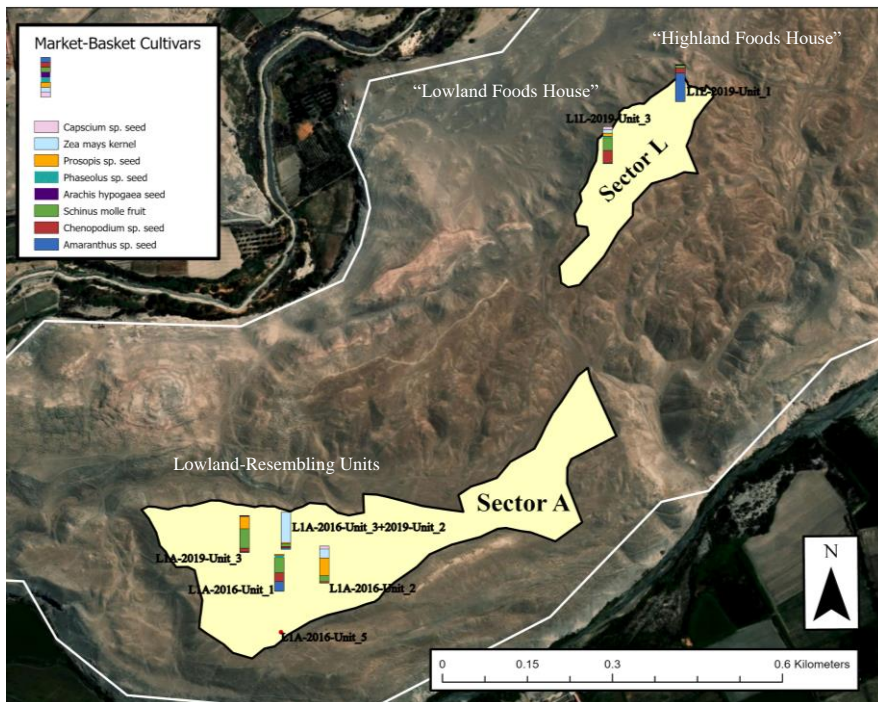 Market-Basket Cultivars
Capscium sp. seed
Zea mays kernel
Prosopis sp. seed
Phaseolus sp. seed
Arachis hypogaea seed
Schinus molle fruit
Chenopodium sp. seed
Amaranthus sp. seed
“Highland Foods House”
“Lowland Foods House”
L1L-2019-Unit_1
L1L-2019-Unit_3
Sector L
Lowland-Resembling Units
Sector A
L1A-2016-Unit_3+2019-Unit_2
L1A-2019-Unit_3
L1A-2016-Unit_1
L1A-2016-Unit_2
L1A-2016-Unit_5
N
0 0.15 0.3 0.6 Kilometers